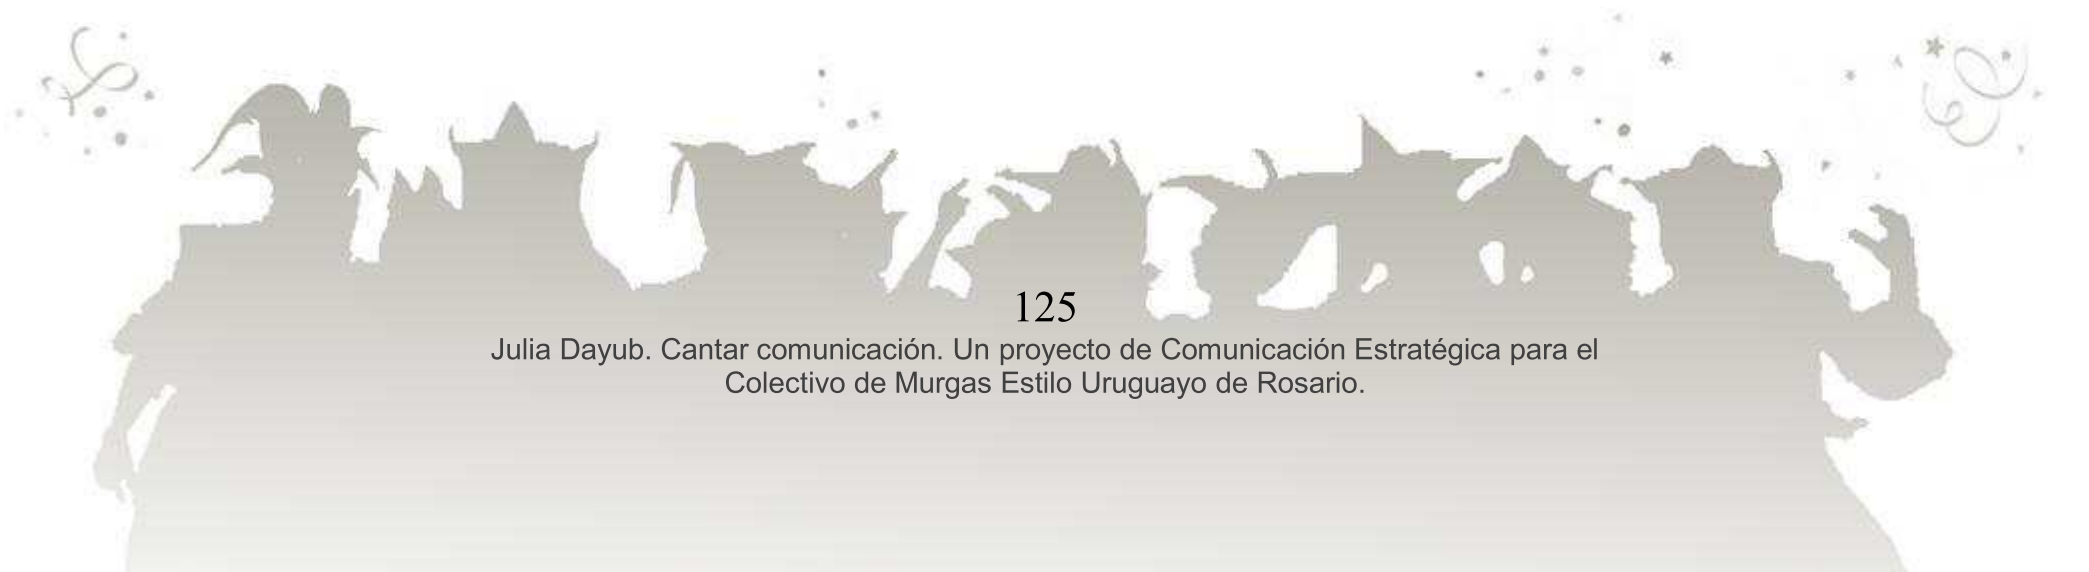 125
Julia Dayub. Cantar comunicación. Un proyecto de Comunicación Estratégica para el
Colectivo de Murgas Estilo Uruguayo de Rosario.